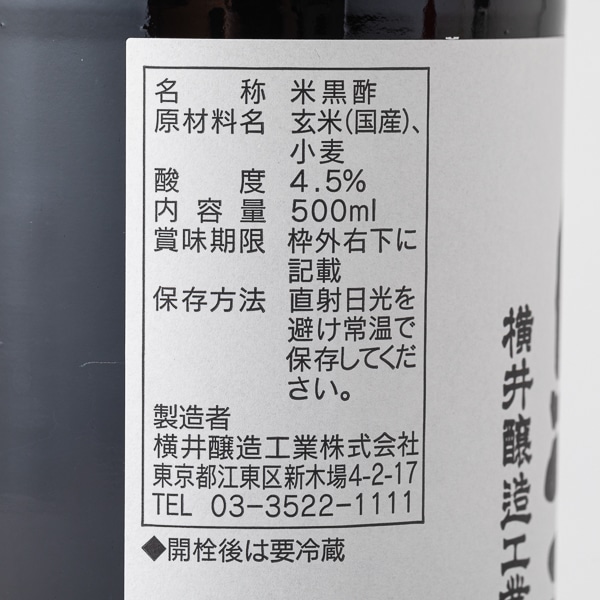 名称 米黒酢
原材料名 玄米(国産)、
小麦
酸度 4.5%
内容量 500ml
賞味期限 枠外右下に
記載
保存方法 直射日光を
避け常温で
保存してくだ
さい。
製造者
横井醸造工業株式会社
東京都江東区新木場4-2-17
TEL 03-3522-1111
◆開栓後は要冷蔵
横井醸造工業